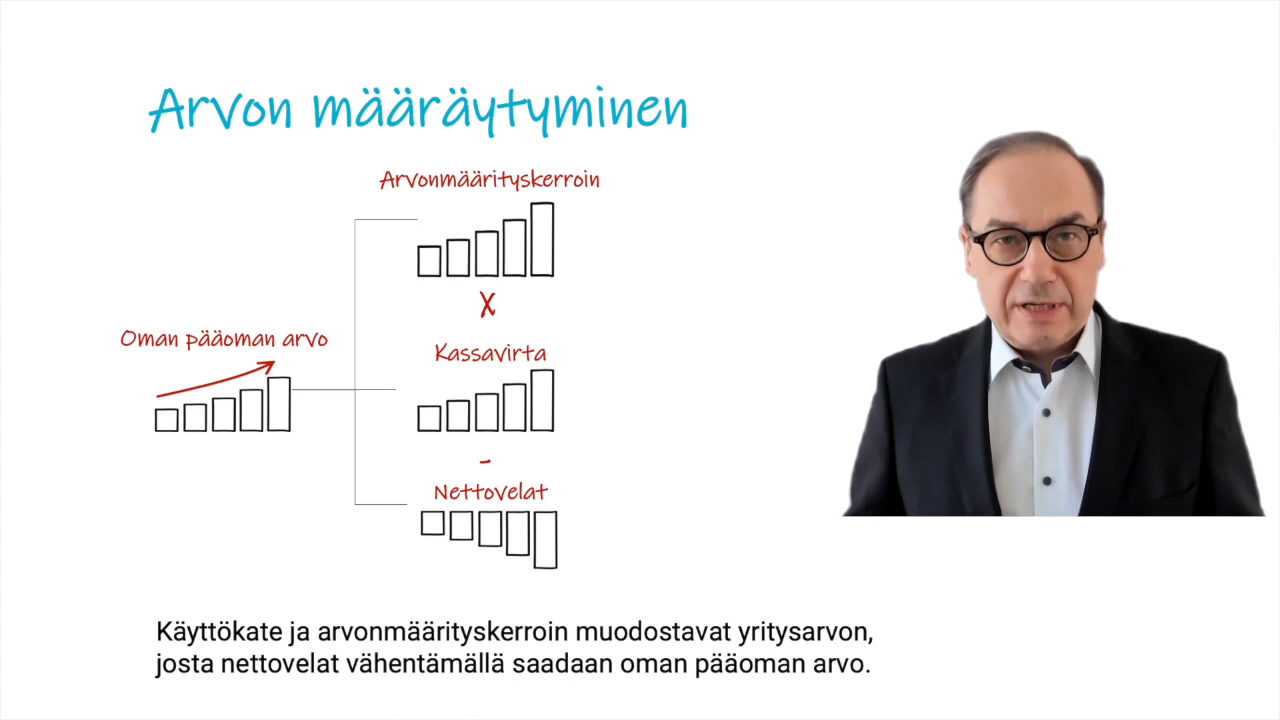 Arvon määräytyminen
Arvonmäärityskerroin
X
Oman pääoman arvo
Kassavirta
-
Nettovelat
Käyttökate ja arvonmäärityskerroin muodostavat yritysarvon,
josta nettovelat vähentämällä saadaan oman pääoman arvo.